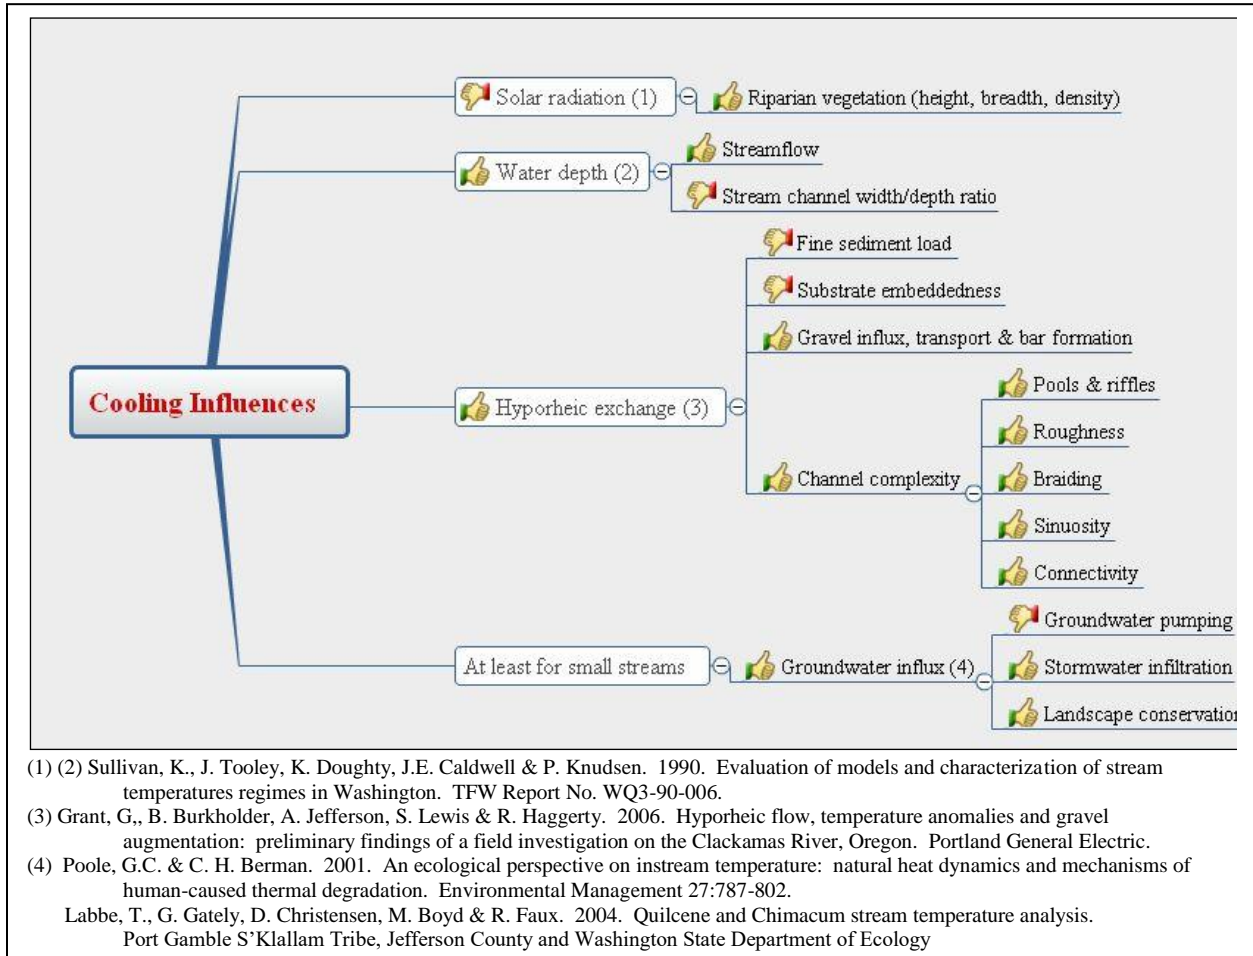 Cooling Influences
Solar radiation (1)
Riparian vegetation (height, breadth, density)
Water depth (2)
Streamflow
Stream channel width/depth ratio
Hyporheic exchange (3)
Fine sediment load
Substrate embeddedness
Gravel influx, transport & bar formation
Channel complexity
Pools & riffles
Roughness
Braiding
Sinuosity
Connectivity
At least for small streams
Groundwater influx (4)
Groundwater pumping
Stormwater infiltration
Landscape conservation
(1) (2) Sullivan, K., J. Tooley, K. Doughty, J.E. Caldwell & P. Knudsen. 1990. Evaluation of models and characterization of stream
temperatures regimes in Washington. TFW Report No. WQ3-90-006.
(3) Grant, G,, B. Burkholder, A. Jefferson, S. Lewis & R. Haggerty. 2006. Hyporheic flow, temperature anomalies and gravel
augmentation: preliminary findings of a field investigation on the Clackamas River, Oregon. Portland General Electric.
(4) Poole, G.C. & C. H. Berman. 2001. An ecological perspective on instream temperature: natural heat dynamics and mechanisms of
human-caused thermal degradation. Environmental Management 27:787-802.
Labbe, T., G. Gately, D. Christensen, M. Boyd & R. Faux. 2004. Quilcene and Chimacum stream temperature analysis.
Port Gamble S’Klallam Tribe, Jefferson County and Washington State Department of Ecology